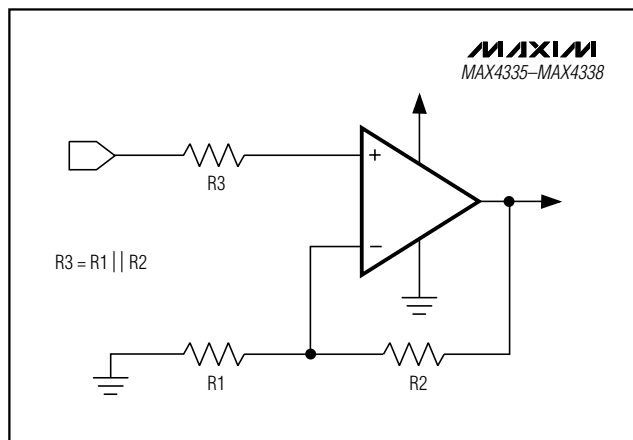 MAXIM
MAX4335–MAX4338
+
R3
−
R3 = R1 || R2
R1
R2